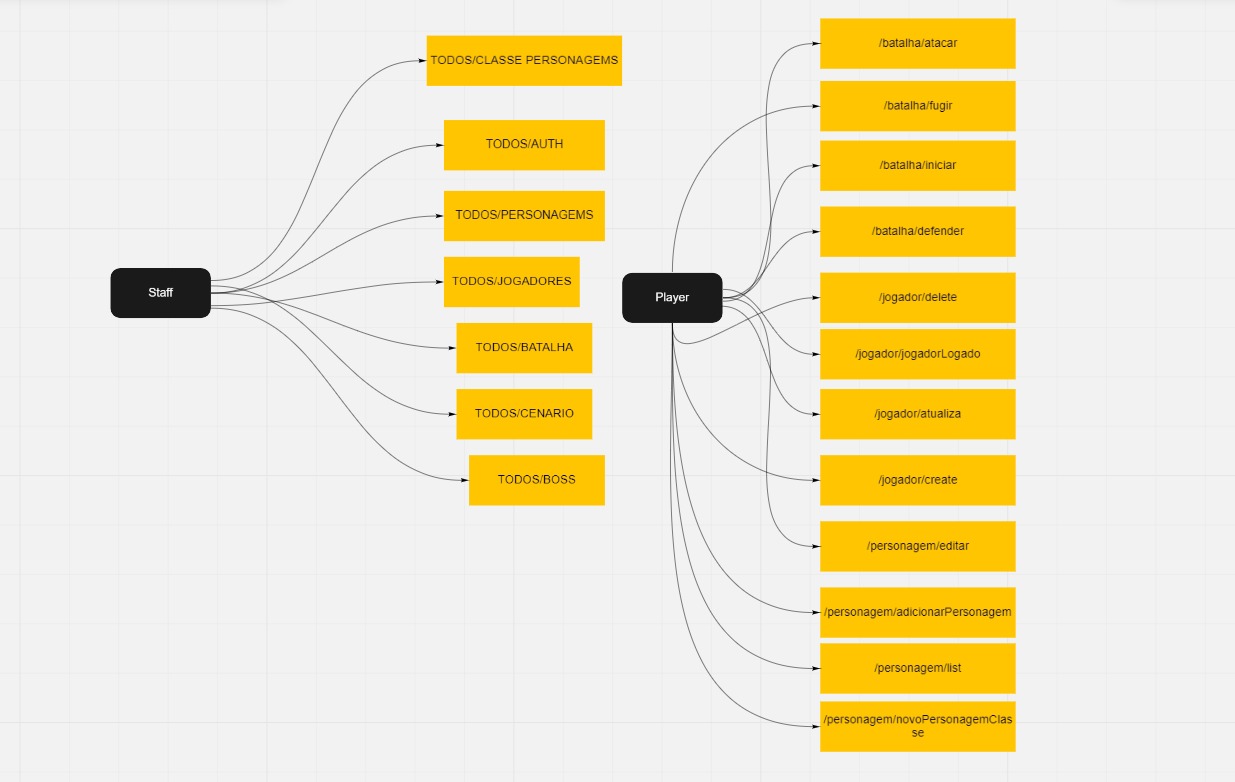 Staff
TODOS/CLASSE PERSONAGEMS
TODOS/AUTH
TODOS/PERSONAGEMS
TODOS/JOGADORES
TODOS/BATALHA
TODOS/CENARIO
TODOS/BOSS
Player
/batalha/atacar
/batalha/fugir
/batalha/iniciar
/batalha/defender
/jogador/delete
/jogador/jogadorLogado
/jogador/atualiza
/jogador/create
/personagem/editar
/personagem/adicionarPersonagem
/personagem/list
/personagem/novoPersonagemClas
se